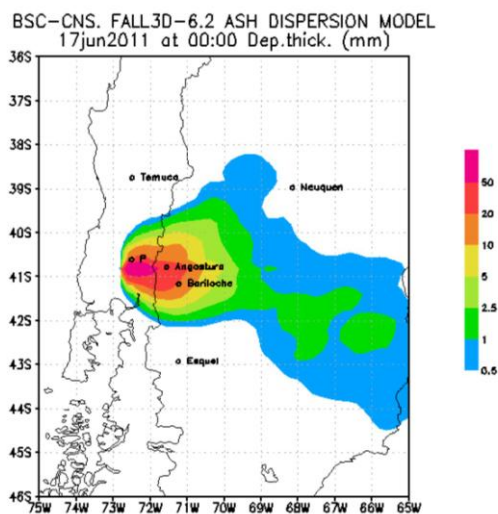 BSC-CNS. FALL3D-6.2 ASH DISPERSION MODEL
17jun2011 at 00:00 Dep.thick. (mm)
36S
37S
38S
39S
40S
41S
42S
43S
44S
45S
46S
Temuco
Neuquen
P
Angostura
Bariloche
Esquel
75W 74W 73W 72W 71W 70W 69W 68W 67W 66W 65W
50
20
10
5
2.5
1
0.5